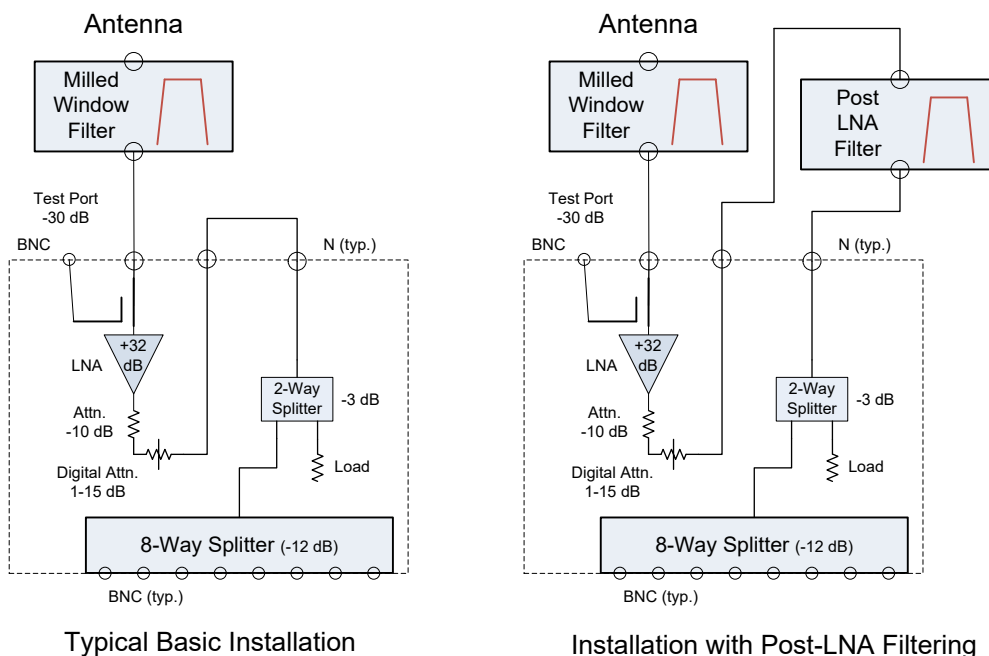 Antenna
Milled
Window
Filter
Test Port
-30 dB
BNC
N (typ.)
+32
dB
LNA
2-Way
Splitter
-3 dB
Attn.
-10 dB
Digital Attn.
1-15 dB
Load
8-Way Splitter (-12 dB)
BNC (typ.)
Typical Basic Installation
Antenna
Milled
Window
Filter
Post
LNA
Filter
Test Port
-30 dB
BNC
N (typ.)
+32
dB
LNA
2-Way
Splitter
-3 dB
Attn.
-10 dB
Digital Attn.
1-15 dB
Load
8-Way Splitter (-12 dB)
BNC (typ.)
Installation with Post-LNA Filtering